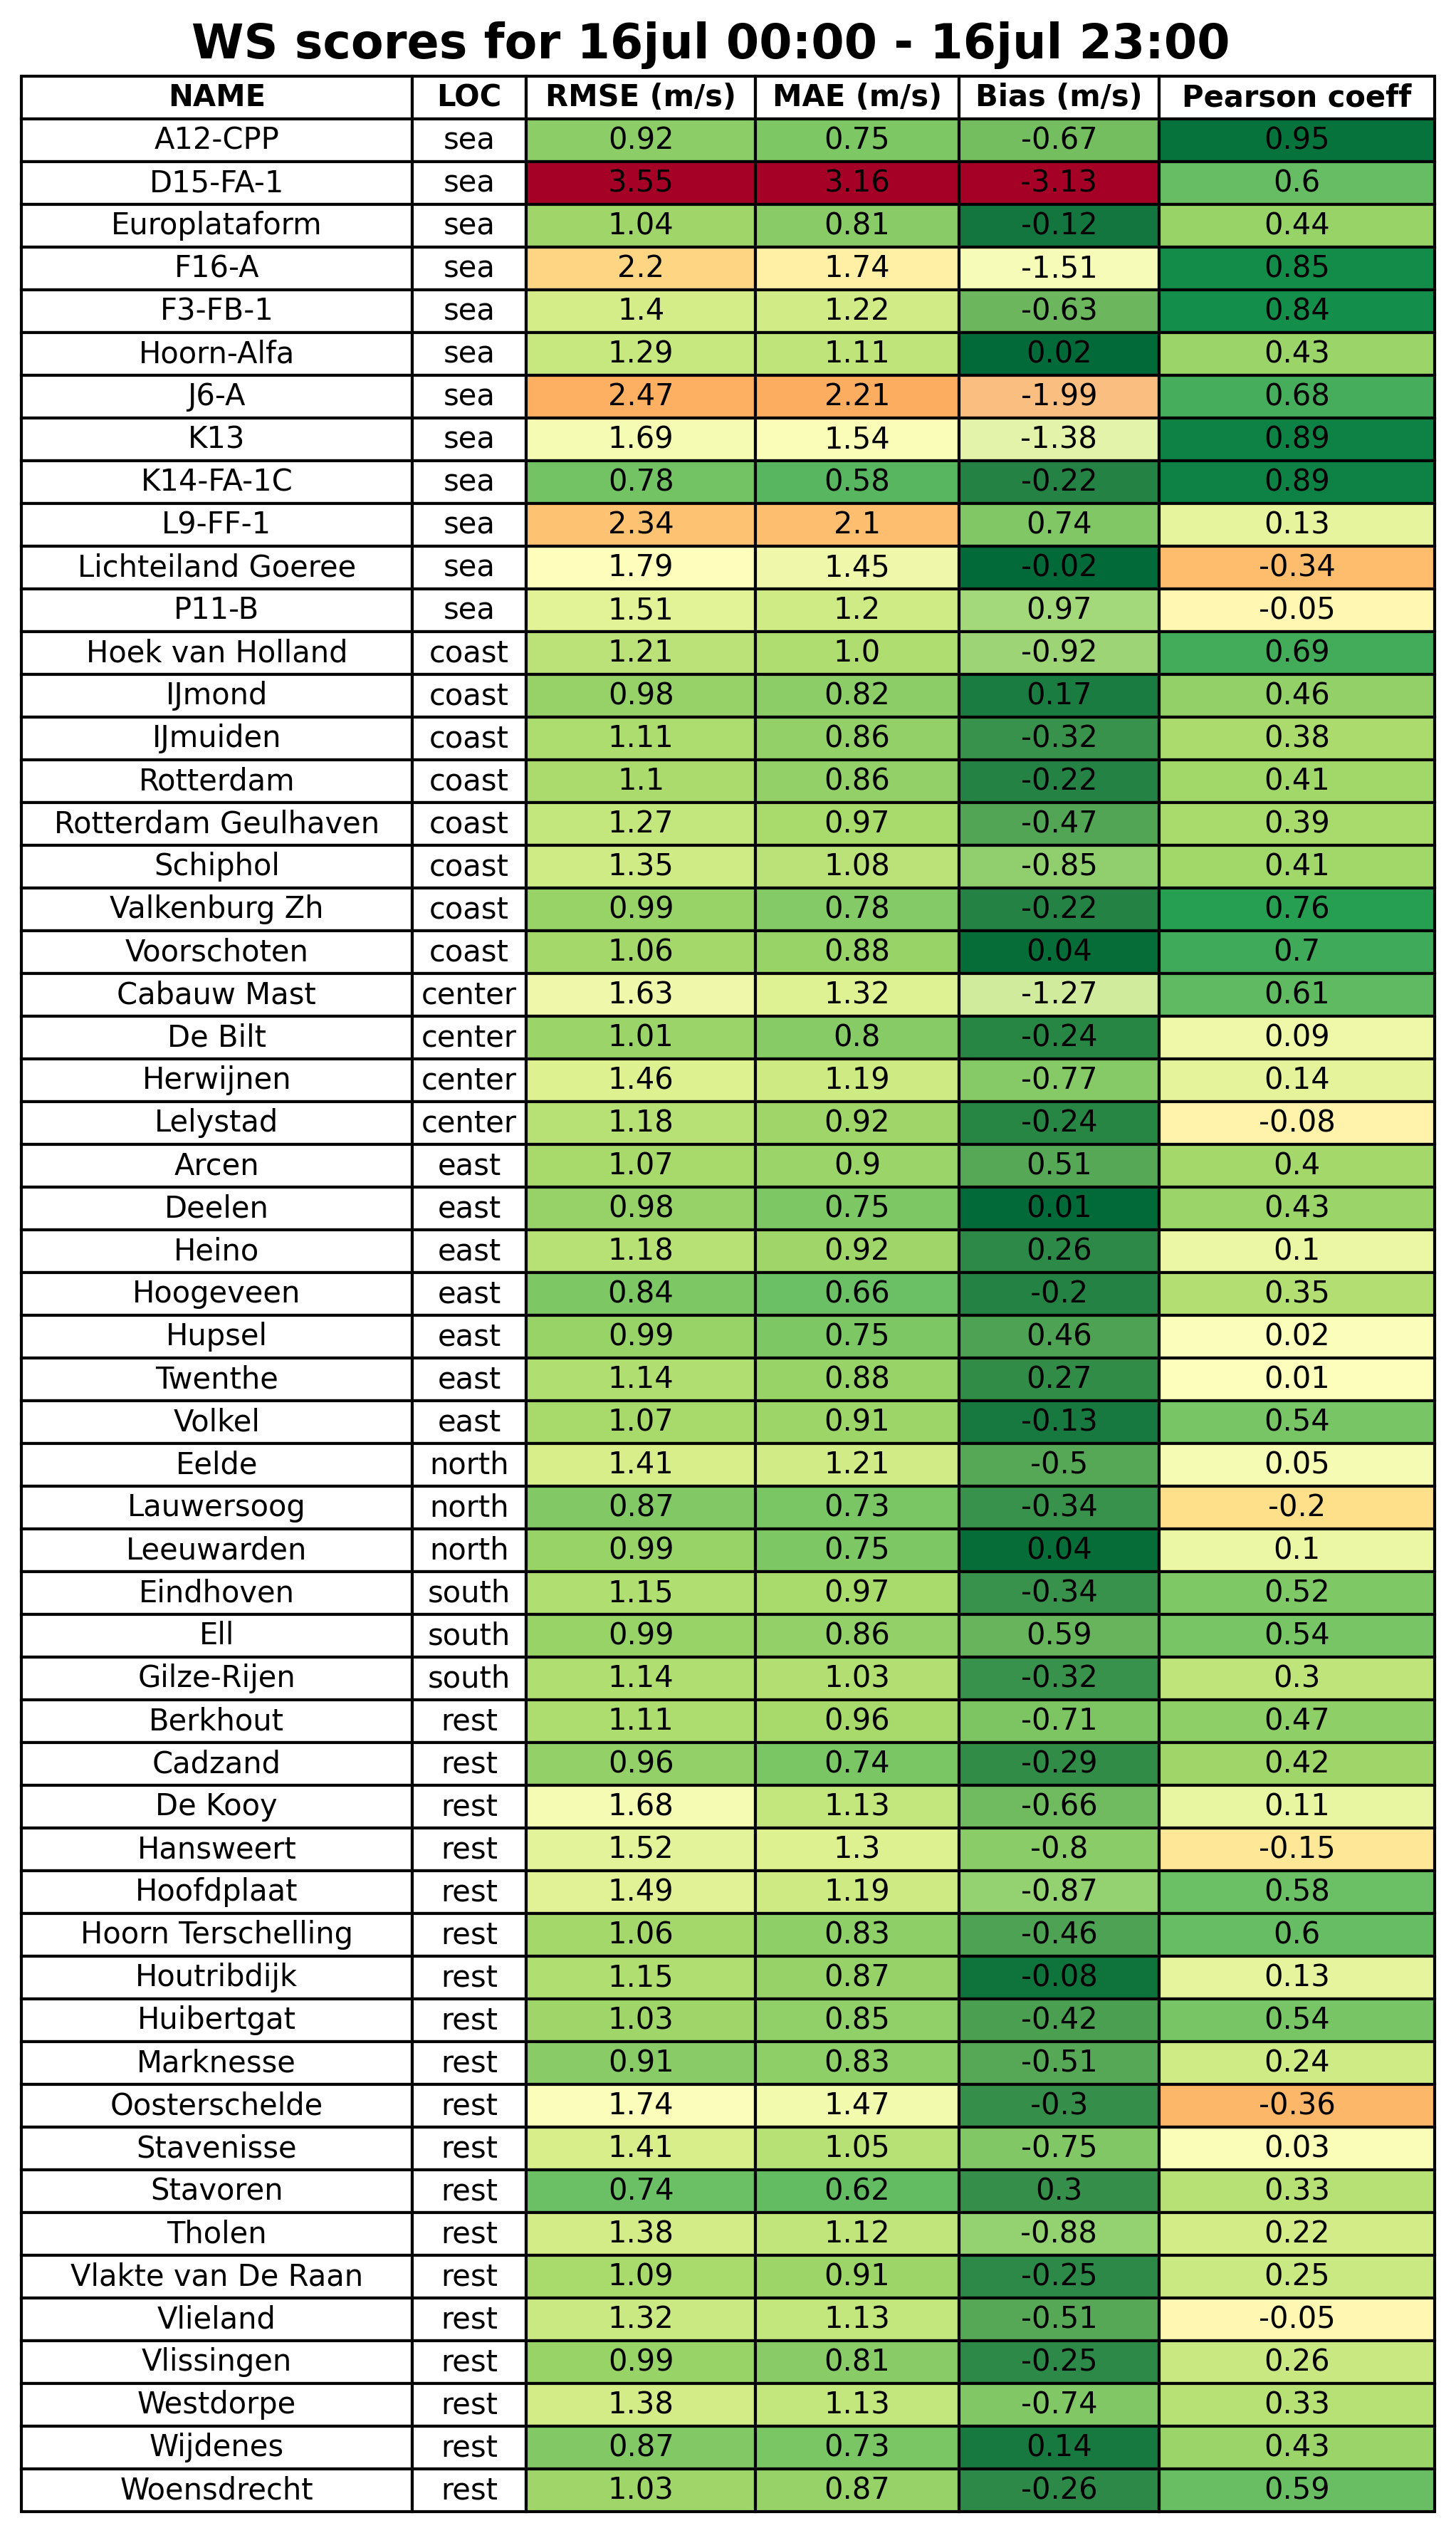 WS scores for 16jul 00:00 - 16jul 23:00
NAME LOC RMSE (m/s) MAE (m/s) Bias (m/s) Pearson coeff
A12-CPP sea 0.92 0.75 -0.67 0.95
D15-FA-1 sea 3.55 3.16 -3.13 0.6
Europlataform sea 1.04 0.81 -0.12 0.44
F16-A sea 2.2 1.74 -1.51 0.85
F3-FB-1 sea 1.4 1.22 -0.63 0.84
Hoorn-Alfa sea 1.29 1.11 0.02 0.43
J6-A sea 2.47 2.21 -1.99 0.68
K13 sea 1.69 1.54 -1.38 0.89
K14-FA-1C sea 0.78 0.58 -0.22 0.89
L9-FF-1 sea 2.34 2.1 0.74 0.13
Lichteiland Goeree sea 1.79 1.45 -0.02 -0.34
P11-B sea 1.51 1.2 0.97 -0.05
Hoek van Holland coast 1.21 1.0 -0.92 0.69
IJmond coast 0.98 0.82 0.17 0.46
IJmuiden coast 1.11 0.86 -0.32 0.38
Rotterdam coast 1.1 0.86 -0.22 0.41
Rotterdam Geulhaven coast 1.27 0.97 -0.47 0.39
Schiphol coast 1.35 1.08 -0.85 0.41
Valkenburg Zh coast 0.99 0.78 -0.22 0.76
Voorschoten coast 1.06 0.88 0.04 0.7
Cabauw Mast center 1.63 1.32 -1.27 0.61
De Bilt center 1.01 0.8 -0.24 0.09
Herwijnen center 1.46 1.19 -0.77 0.14
Lelystad center 1.18 0.92 -0.24 -0.08
Arcen east 1.07 0.9 0.51 0.4
Deelen east 0.98 0.75 0.01 0.43
Heino east 1.18 0.92 0.26 0.1
Hoogeveen east 0.84 0.66 -0.2 0.35
Hupsel east 0.99 0.75 0.46 0.02
Twenthe east 1.14 0.88 0.27 0.01
Volkel east 1.07 0.91 -0.13 0.54
Eelde north 1.41 1.21 -0.5 0.05
Lauwersoog north 0.87 0.73 -0.34 -0.2
Leeuwarden north 0.99 0.75 0.04 0.1
Eindhoven south 1.15 0.97 -0.34 0.52
Ell south 0.99 0.86 0.59 0.54
Gilze-Rijen south 1.14 1.03 -0.32 0.3
Berkhout rest 1.11 0.96 -0.71 0.47
Cadzand rest 0.96 0.74 -0.29 0.42
De Kooy rest 1.68 1.13 -0.66 0.11
Hansweert rest 1.52 1.3 -0.8 -0.15
Hoofdplaat rest 1.49 1.19 -0.87 0.58
Hoorn Terschelling rest 1.06 0.83 -0.46 0.6
Houtribdijk rest 1.15 0.87 -0.08 0.13
Huibertgat rest 1.03 0.85 -0.42 0.54
Marknesse rest 0.91 0.83 -0.51 0.24
Oosterschelde rest 1.74 1.47 -0.3 -0.36
Stavenisse rest 1.41 1.05 -0.75 0.03
Stavoren rest 0.74 0.62 0.3 0.33
Tholen rest 1.38 1.12 -0.88 0.22
Vlakte van De Raan rest 1.09 0.91 -0.25 0.25
Vlieland rest 1.32 1.13 -0.51 -0.05
Vlissingen rest 0.99 0.81 -0.25 0.26
Westdorpe rest 1.38 1.13 -0.74 0.33
Wijdenes rest 0.87 0.73 0.14 0.43
Woensdrecht rest 1.03 0.87 -0.26 0.59